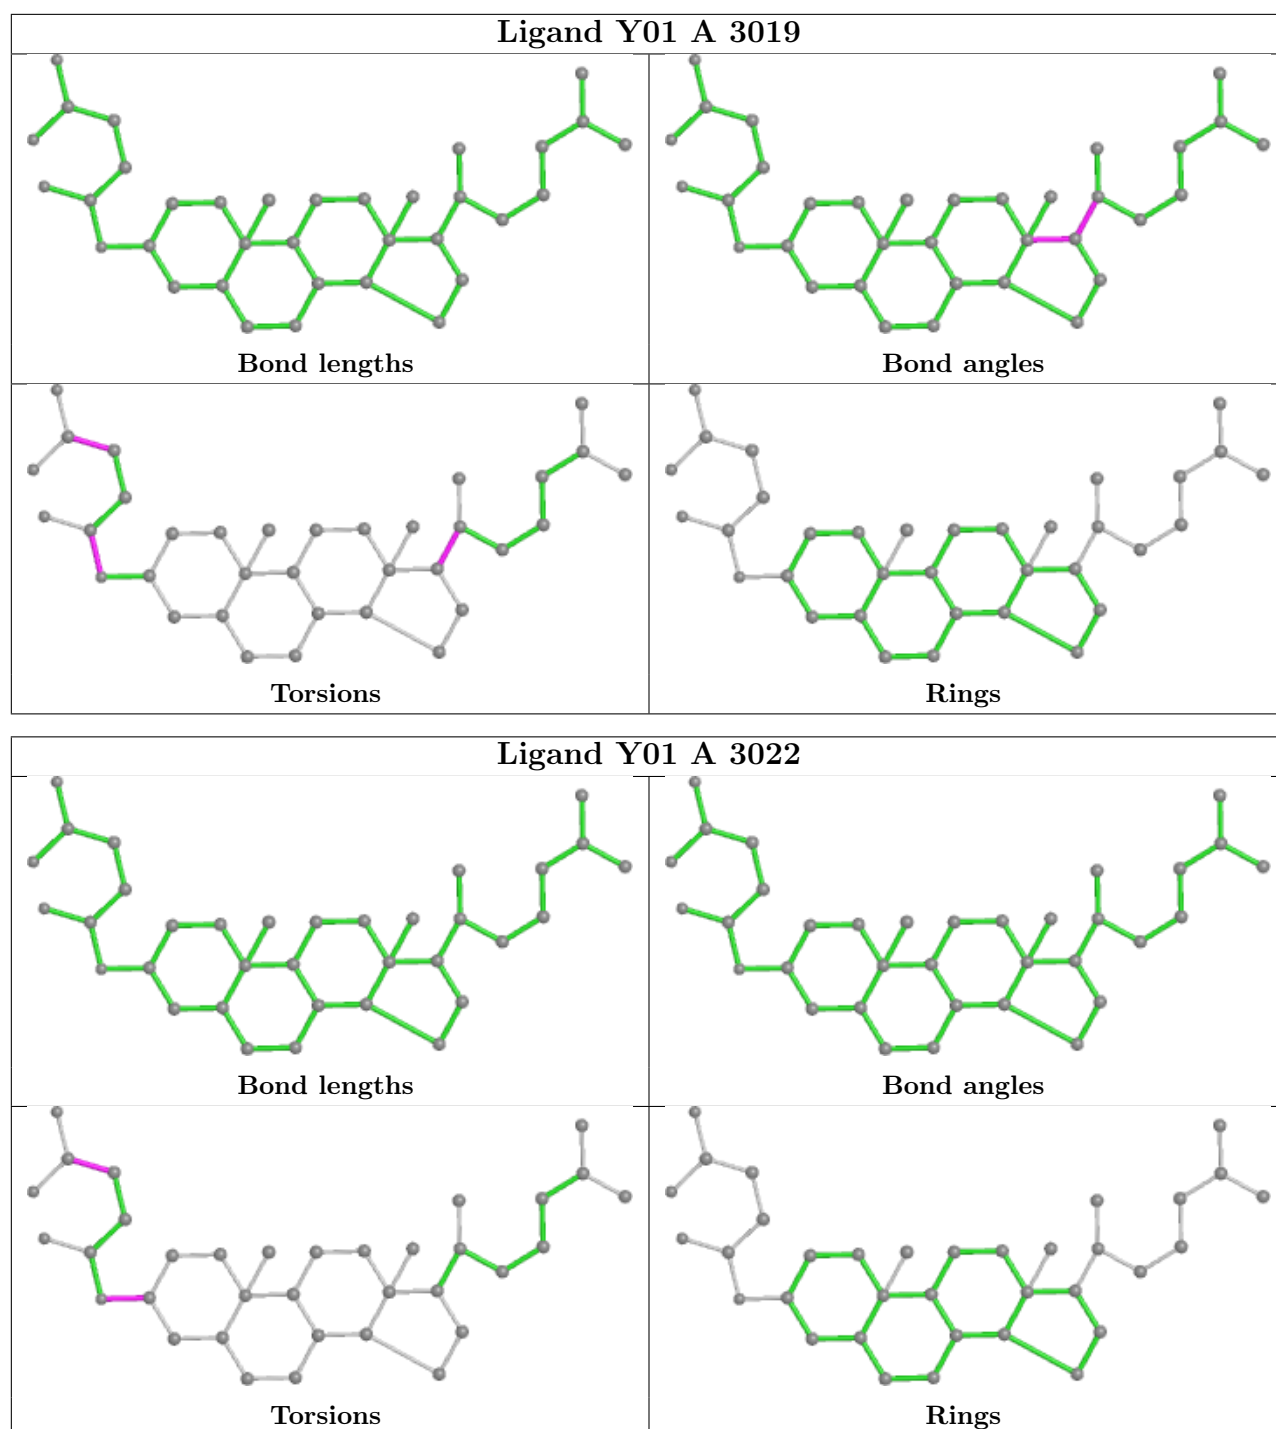 Ligand Y01 A 3019
Bond lengths
Bond angles
Torsions
Rings
Ligand Y01 A 3022
Bond lengths
Bond angles
Torsions
Rings